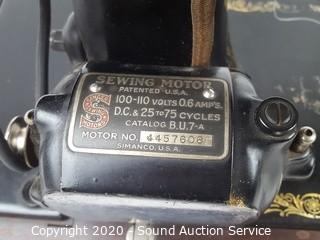 SEWING MOTOR
PATENTED U.S.A.
100-110 VOLTS 0.6 AMP'S.
D.C. & 25 TO 75 CYCLES
CATALOG B.U.7-A
MOTOR NO. 4457608
SIMANCO. U.S.A.
Copyright 2020 Sound Auction Service